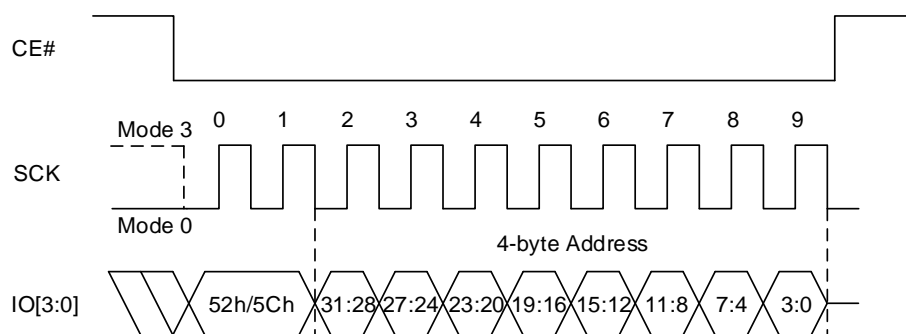 CE#
Mode 3 0 1 2 3 4 5 6 7 8 9
SCK
Mode 0
4-byte Address
IO[3:0] 52h/5Ch 31:28 27:24 23:20 19:16 15:12 11:8 7:4 3:0